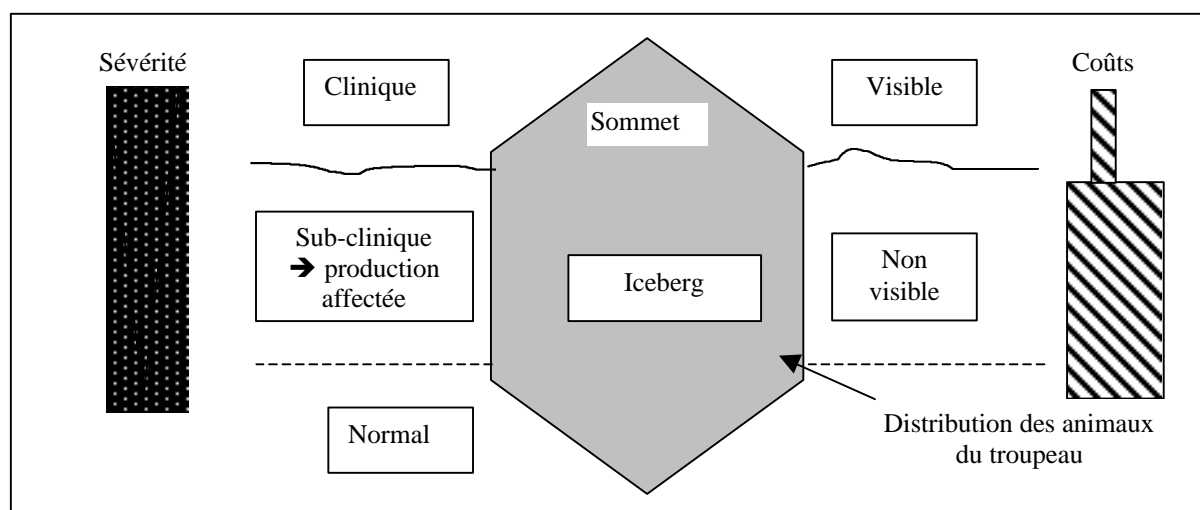 Sévérité
Clinique
Sommet
Visible
Coûts
Sub-clinique
➔ production
affectée
Iceberg
Non
visible
Normal
Distribution des animaux
du troupeau